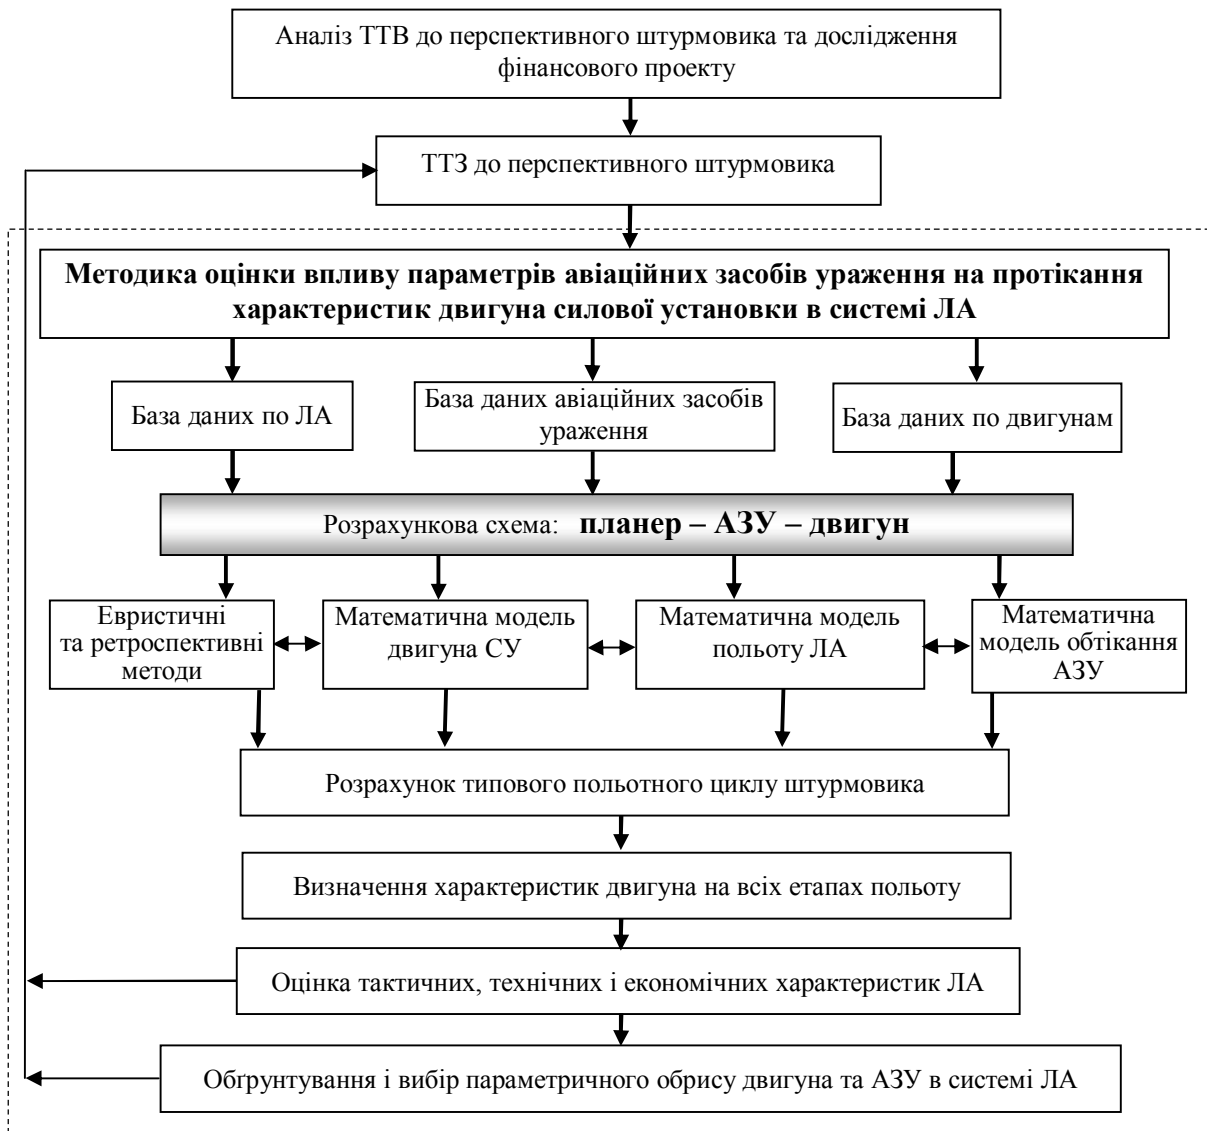 Аналіз ТТВ до перспективного штурмовика та дослідження
фінансового проекту
ТТЗ до перспективного штурмовика
Методика оцінки впливу параметрів авіаційних засобів ураження на протікання
характеристик двигуна силової установки в системі ЛА
База даних по ЛА
База даних авіаційних засобів
ураження
База даних по двигунам
Розрахункова схема: планер – АЗУ – двигун
Евристичні
та ретроспективні
методи
Математична модель
двигуна СУ
Математична модель
польоту ЛА
Математична
модель обтікання
АЗУ
Розрахунок типового польотного циклу штурмовика
Визначення характеристик двигуна на всіх етапах польоту
Оцінка тактичних, технічних і економічних характеристик ЛА
Обґрунтування і вибір параметричного обрису двигуна та АЗУ в системі ЛА